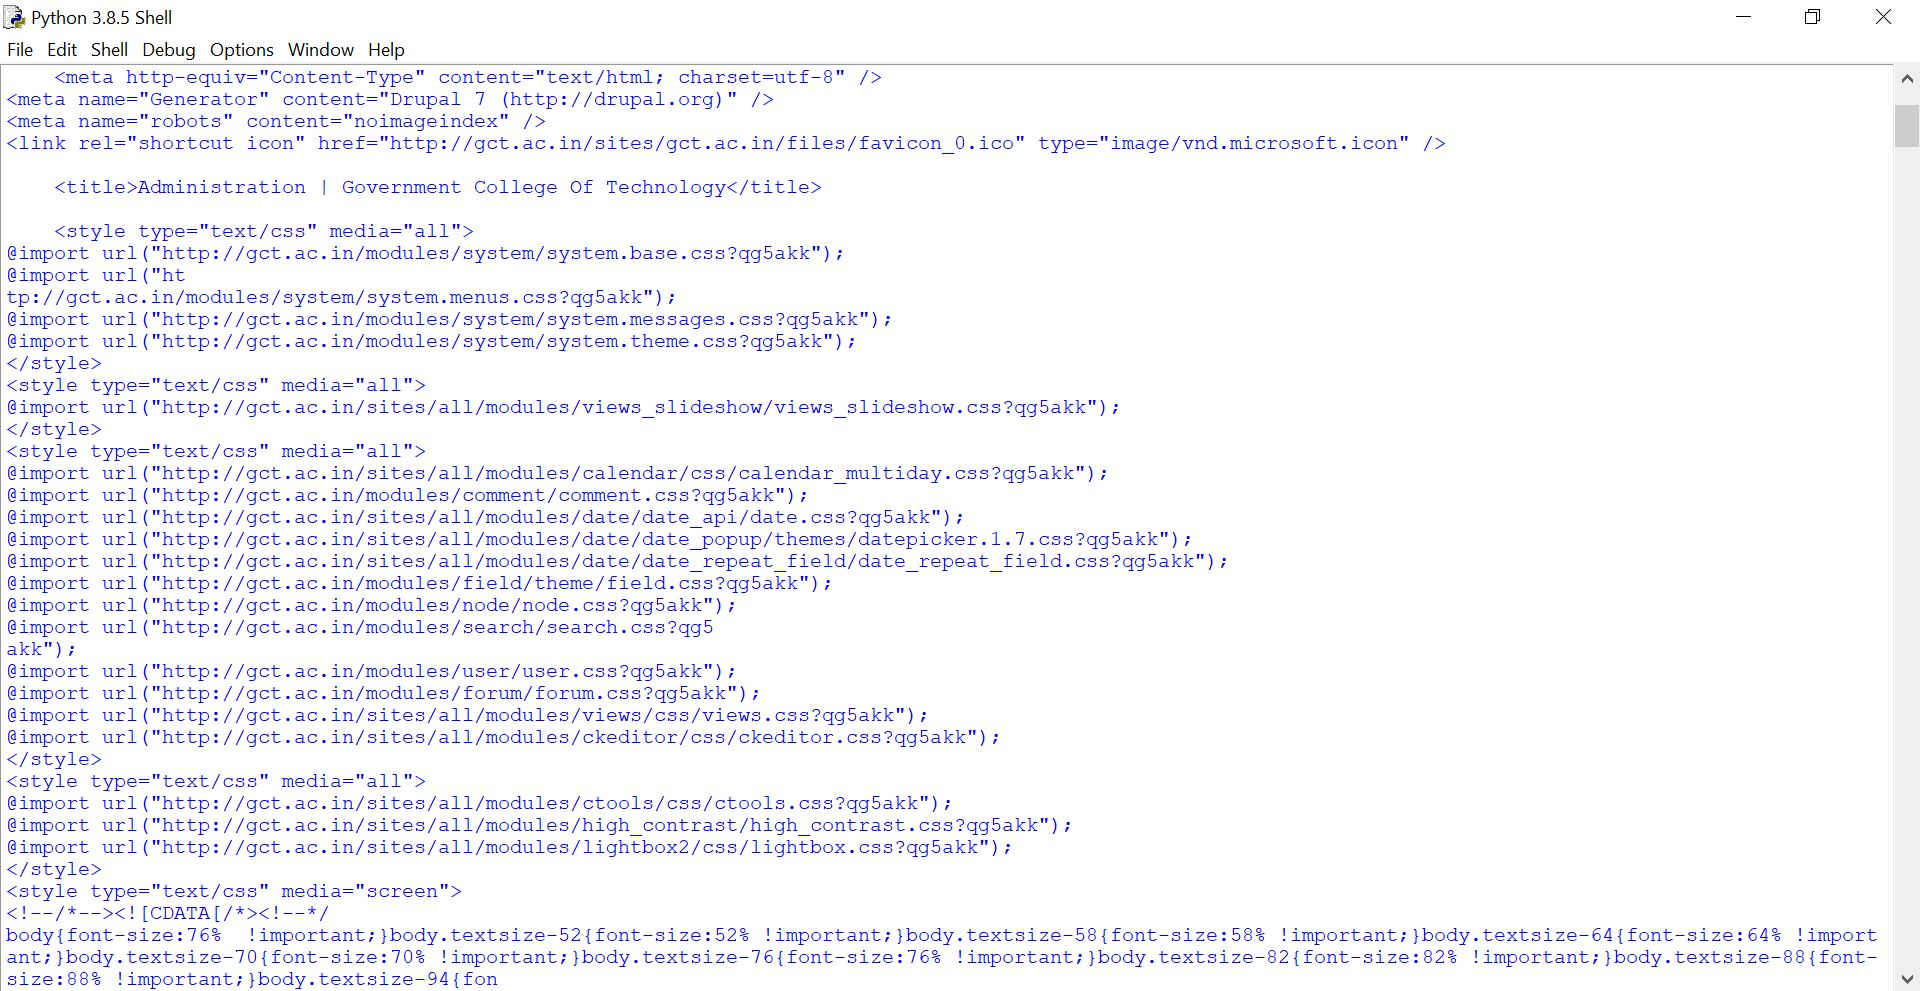 Python 3.8.5 Shell
File Edit Shell Debug Options Window Help
    <meta http-equiv="Content-Type" content="text/html; charset=utf-8" />
<meta name="Generator" content="Drupal 7 (http://drupal.org)" />
<meta name="robots" content="noimageindex" />
<link rel="shortcut icon" href="http://gct.ac.in/sites/gct.ac.in/files/favicon_0.ico" type="image/vnd.microsoft.icon" />
    <title>Administration | Government College Of Technology</title>
    <style type="text/css" media="all">
@import url("http://gct.ac.in/modules/system/system.base.css?qg5akk");
@import url("ht
tp://gct.ac.in/modules/system/system.menus.css?qg5akk");
@import url("http://gct.ac.in/modules/system/system.messages.css?qg5akk");
@import url("http://gct.ac.in/modules/system/system.theme.css?qg5akk");
</style>
<style type="text/css" media="all">
@import url("http://gct.ac.in/sites/all/modules/views_slideshow/views_slideshow.css?qg5akk");
</style>
<style type="text/css" media="all">
@import url("http://gct.ac.in/sites/all/modules/calendar/css/calendar_multiday.css?qg5akk");
@import url("http://gct.ac.in/modules/comment/comment.css?qg5akk");
@import url("http://gct.ac.in/sites/all/modules/date/date_api/date.css?qg5akk");
@import url("http://gct.ac.in/sites/all/modules/date/date_popup/themes/datepicker.1.7.css?qg5akk");
@import url("http://gct.ac.in/sites/all/modules/date/date_repeat_field/date_repeat_field.css?qg5akk");
@import url("http://gct.ac.in/modules/field/theme/field.css?qg5akk");
@import url("http://gct.ac.in/modules/node/node.css?qg5akk");
@import url("http://gct.ac.in/modules/search/search.css?qg5
akk");
@import url("http://gct.ac.in/modules/user/user.css?qg5akk");
@import url("http://gct.ac.in/modules/forum/forum.css?qg5akk");
@import url("http://gct.ac.in/sites/all/modules/views/css/views.css?qg5akk");
@import url("http://gct.ac.in/sites/all/modules/ckeditor/css/ckeditor.css?qg5akk");
</style>
<style type="text/css" media="all">
@import url("http://gct.ac.in/sites/all/modules/ctools/css/ctools.css?qg5akk");
@import url("http://gct.ac.in/sites/all/modules/high_contrast/high_contrast.css?qg5akk");
@import url("http://gct.ac.in/sites/all/modules/lightbox2/css/lightbox.css?qg5akk");
</style>
<style type="text/css" media="screen">
<!--/*--><![CDATA[/*><!--*/
body{font-size:76%  !important;}body.textsize-52{font-size:52% !important;}body.textsize-58{font-size:58% !important;}body.textsize-64{font-size:64% !import
ant;}body.textsize-70{font-size:70% !important;}body.textsize-76{font-size:76% !important;}body.textsize-82{font-size:82% !important;}body.textsize-88{font-
size:88% !important;}body.textsize-94{fon